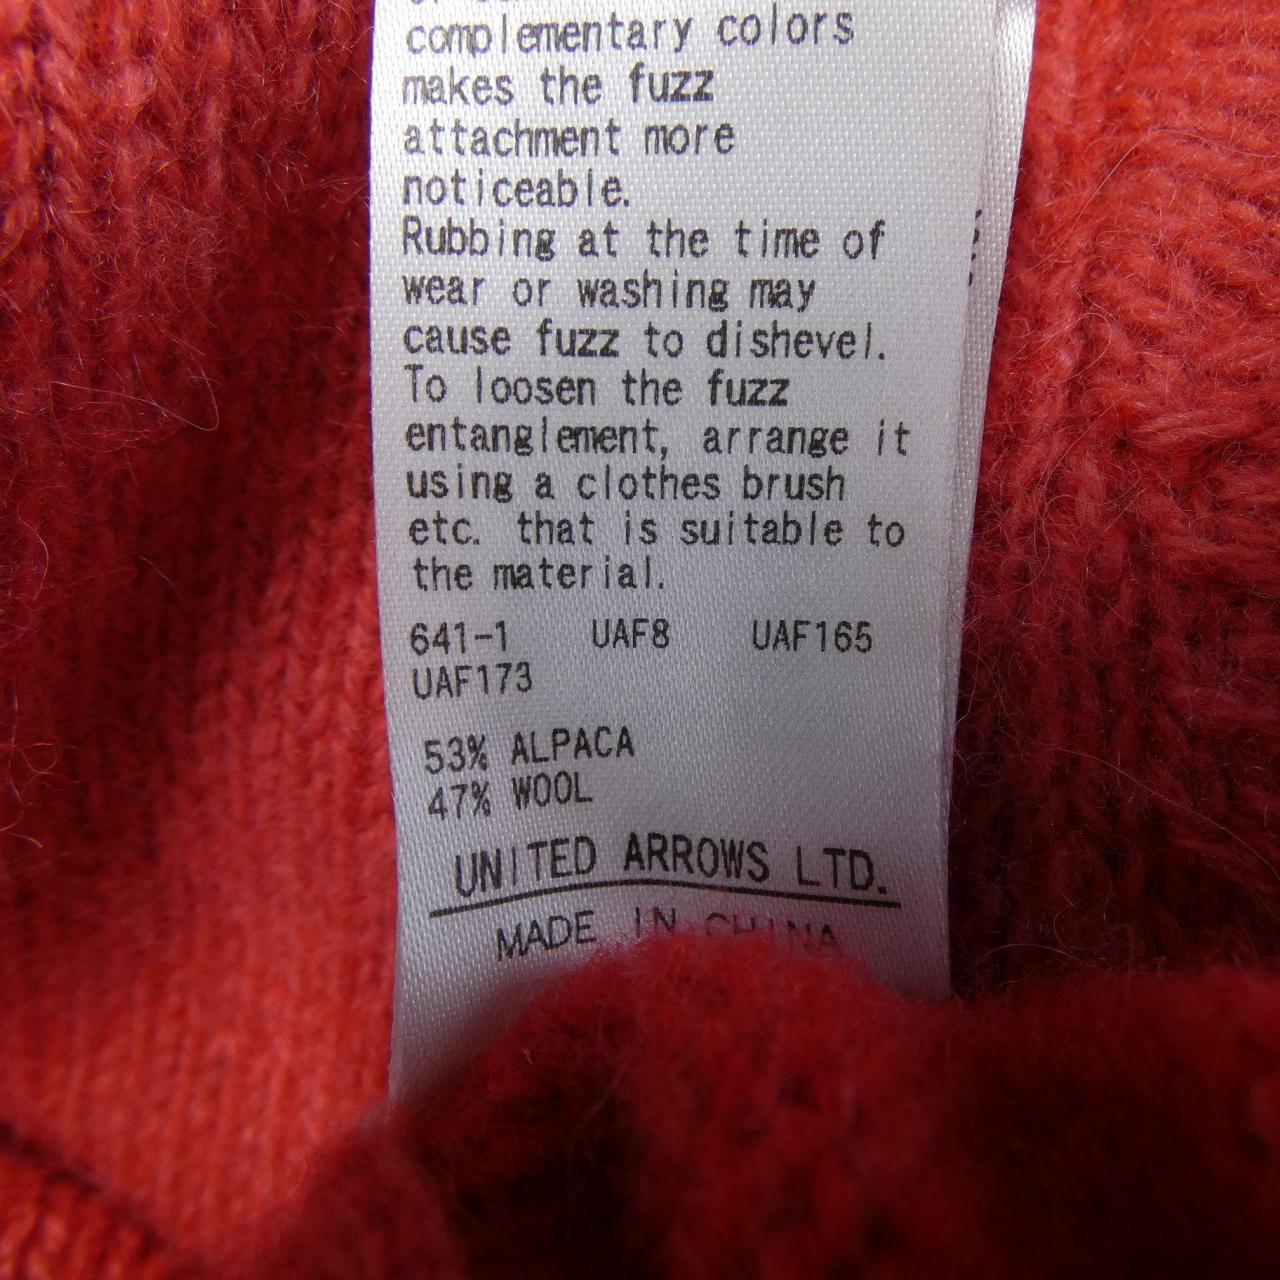 complementary colors
makes the fuzz
attachment more
noticeable.
Rubbing at the time of
wear or washing may
cause fuzz to dishevel.
To loosen the fuzz
entanglement, arrange it
using a clothes brush
etc. that is suitable to
the material.
641-1 UAF8 UAF165
UAF173
53% ALPACA
47% WOOL
UNITED ARROWS LTD.
MADE IN CHINA